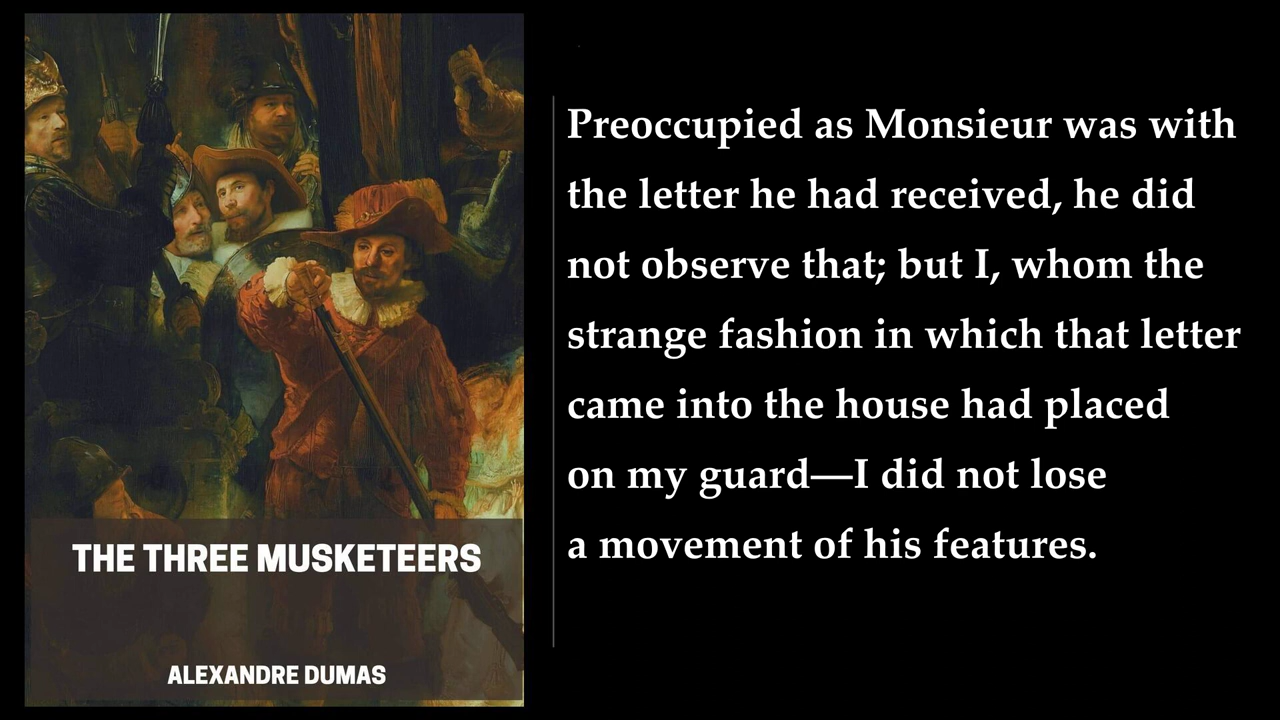 THE THREE MUSKETEERS
ALEXANDRE DUMAS
Preoccupied as Monsieur was with
the letter he had received, he did
not observe that; but I, whom the
strange fashion in which that letter
came into the house had placed
on my guard—I did not lose
a movement of his features.